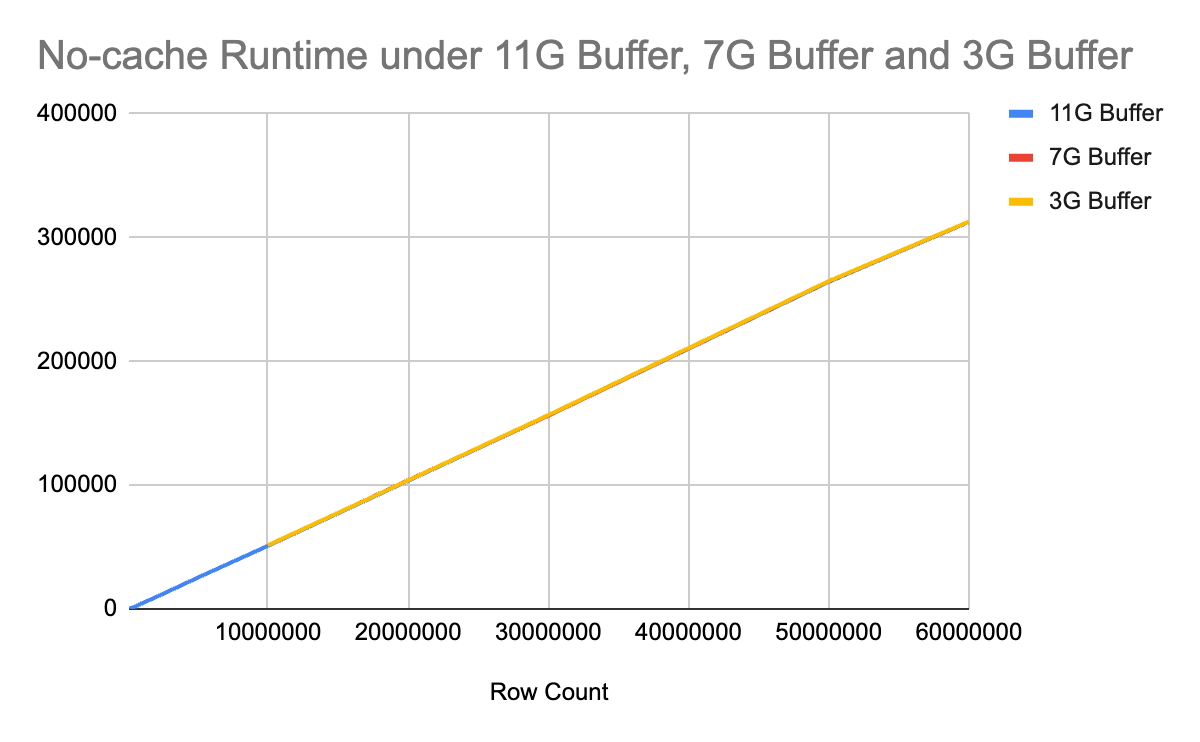 No-cache Runtime under 11G Buffer, 7G Buffer and 3G Buffer
400000
300000
200000
100000
0
11G Buffer
7G Buffer
3G Buffer
10000000
20000000
30000000
40000000
50000000
60000000
Row Count